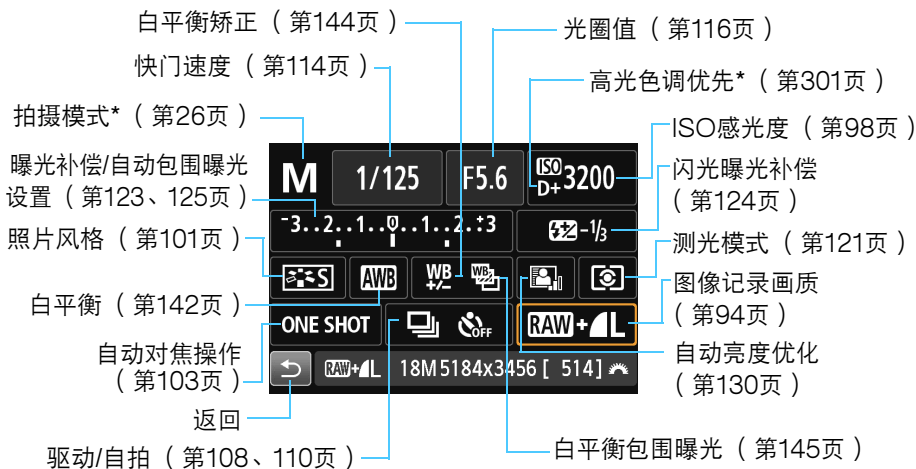 白平衡矫正（第144页）
光圈值（第116页）
快门速度（第114页）
高光色调优先*（第301页）
拍摄模式*（第26页）
ISO感光度（第98页）
曝光补偿/自动包围曝光
设置（第123、125页）
闪光曝光补偿
（第124页）
M 1/125 F5.6 ISO D+ 3200
-3..2..1..0..1..2.+3 -1/3
照片风格（第101页）
测光模式（第121页）
S AWB WB +/- WB
白平衡（第142页）
图像记录画质
（第94页）
ONE SHOT OFF RAW+L
自动对焦操作
（第103页）
自动亮度优化
（第130页）
RAW+L 18M 5184x3456 [ 514]
返回
驱动/自拍（第108、110页）
白平衡包围曝光（第145页）